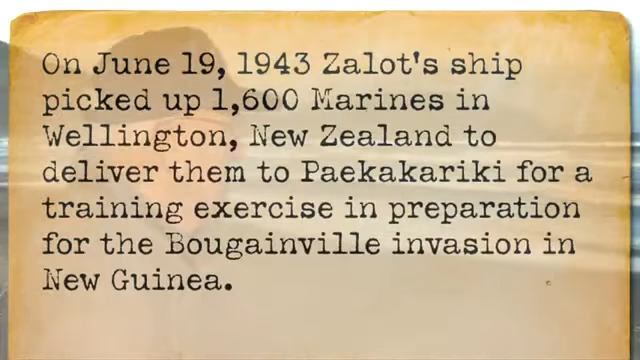 On June 19, 1943 Zalot's ship
picked up 1,600 Marines in
Wellington, New Zealand to
deliver them to Paekakariki for a
training exercise in preparation
for the Bougainville invasion in
New Guinea.